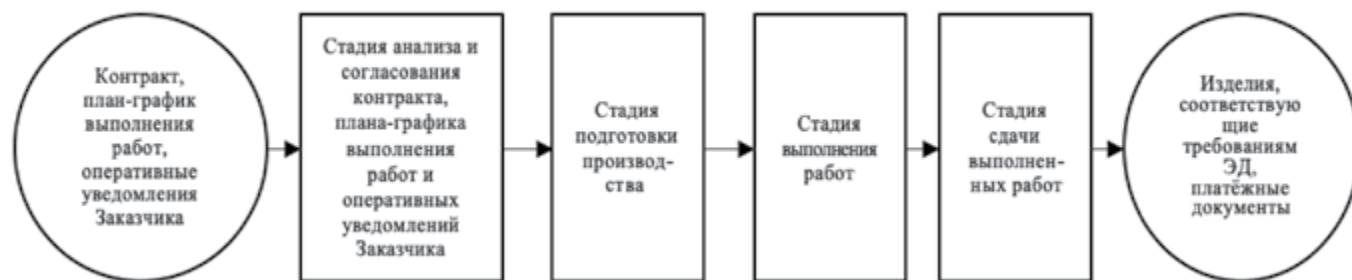 Контракт,
план-график
выполнения
работ,
оперативные
уведомления
Заказчика
Стадия анализа и
согласования
контракта,
плана-графика
выполнения
работ и
оперативных
уведомлений
Заказчика
Стадия
подготовки
производ-
ства
Стадия
выполнения
работ
Стадия
сдачи
выполнен-
ных работ
Изделия,
соответствую
щие
требованиям
ЭД,
платёжные
документы